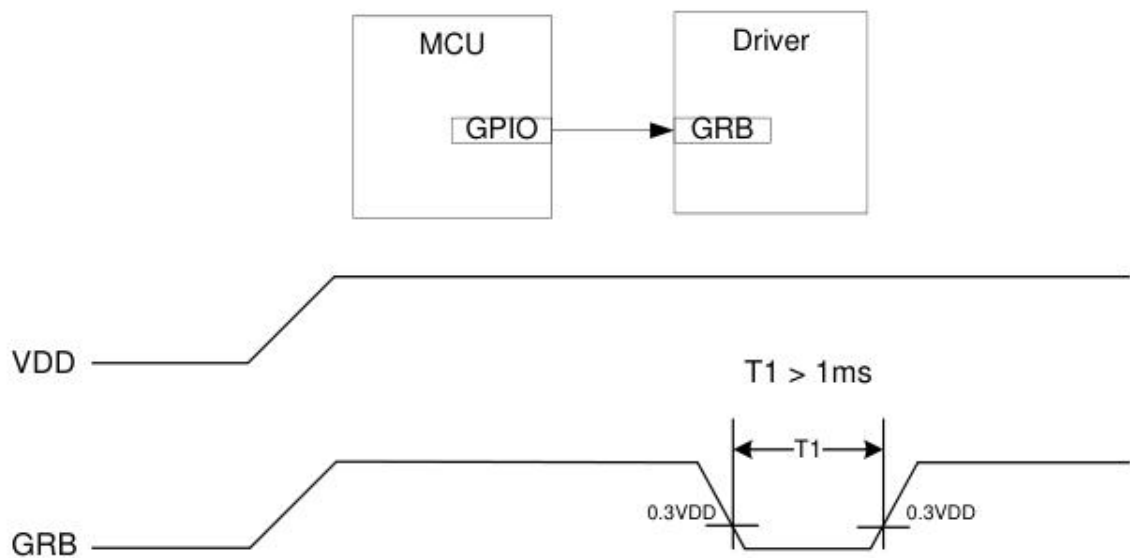 MCU
Driver
GPIO
GRB
VDD
T1 > 1ms
T1
0.3VDD
0.3VDD
GRB